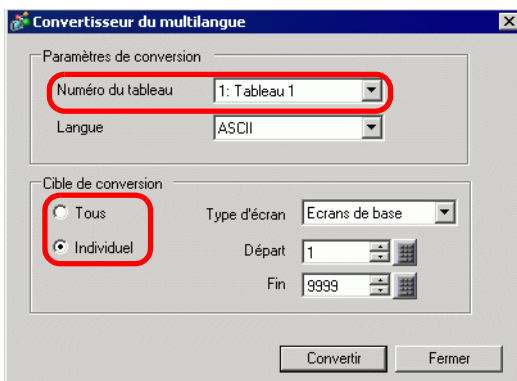 Convertisseur du multilangue
Paramètres de conversion
Numéro du tableau 1: Tableau 1
Langue ASCII
Cible de conversion
Tous Type d'écran Ecrans de base
Individuel Départ 1
Fin 9999
Convertir Fermer